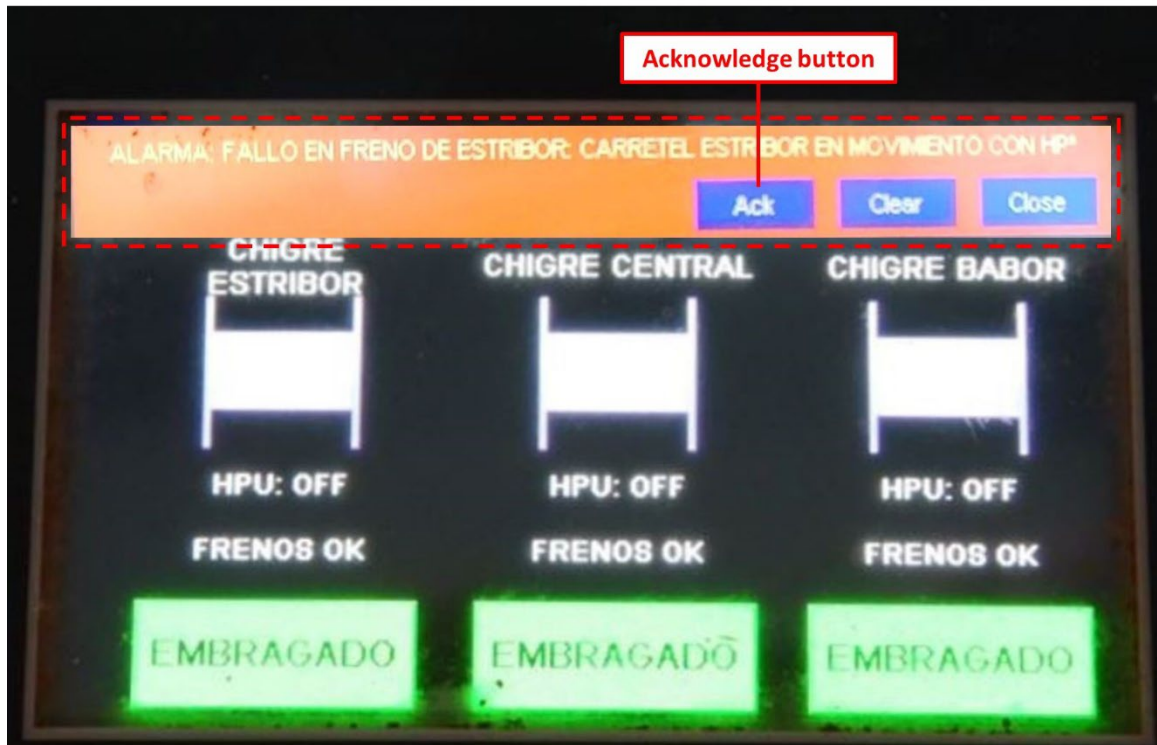 Acknowledge button
ALARMA: FALLO EN FRENO DE ESTRIBOR: CARRETEL ESTRIBOR EN MOVIMIENTO CON HP*
Ack Clear Close
CHIGRE ESTRIBOR
CHIGRE CENTRAL
CHIGRE BABOR
HPU: OFF HPU: OFF HPU: OFF
FRENOS OK FRENOS OK FRENOS OK
EMBRAGADO EMBRAGADO EMBRAGADO